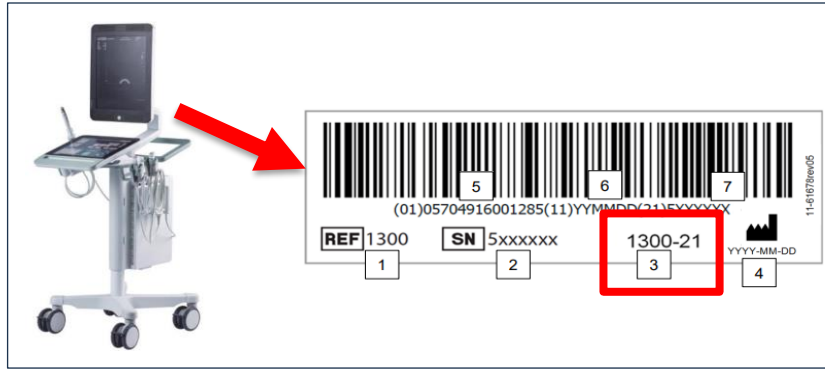 5
6
7
(01)05704916001285(11)YYMMDD(21)5XXXXXX
11-61678rev05
REF 1300
SN 5xxxxxx
1300-21
YYYY-MM-DD
1
2
3
4